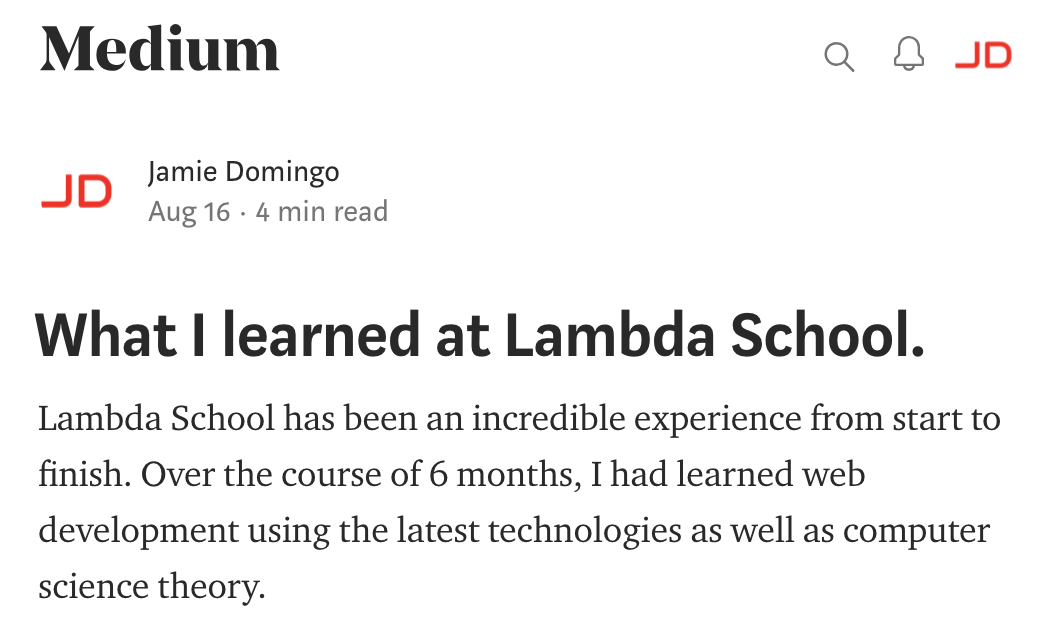 Medium
JD
JD
Jamie Domingo
Aug 16 · 4 min read
What I learned at Lambda School.
Lambda School has been an incredible experience from start to
finish. Over the course of 6 months, I had learned web
development using the latest technologies as well as computer
science theory.